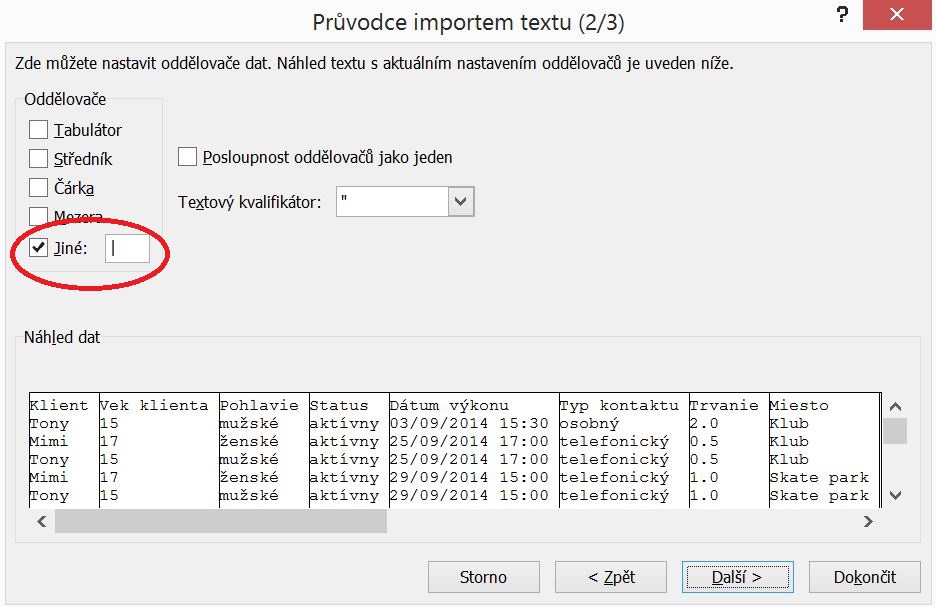 Průvodce importem textu (2/3)
?
Zde můžete nastavit oddělovače dat. Náhled textu s aktuálním nastavením oddělovačů je uveden níže.
Oddělovače
Tabulátor
Středník
Posloupnost oddělovačů jako jeden
Čárka
Textový kvalifikátor: "
Mezera
Jiné: |
Náhled dat
Klient Vek klienta Pohlavie Status Dátum výkonu Typ kontaktu Trvanie Miesto
Tony 15 mužské aktívny 03/09/2014 15:30 osobný 2.0 Klub
Mimi 17 ženské aktívny 25/09/2014 17:00 telefonický 0.5 Klub
Tony 15 mužské aktívny 25/09/2014 17:00 telefonický 0.5 Klub
Mimi 17 ženské aktívny 29/09/2014 15:00 telefonický 1.0 Skate park
Tony 15 mužské aktívny 29/09/2014 15:00 telefonický 1.0 Skate park
Storno < Zpět Další > Dokončit